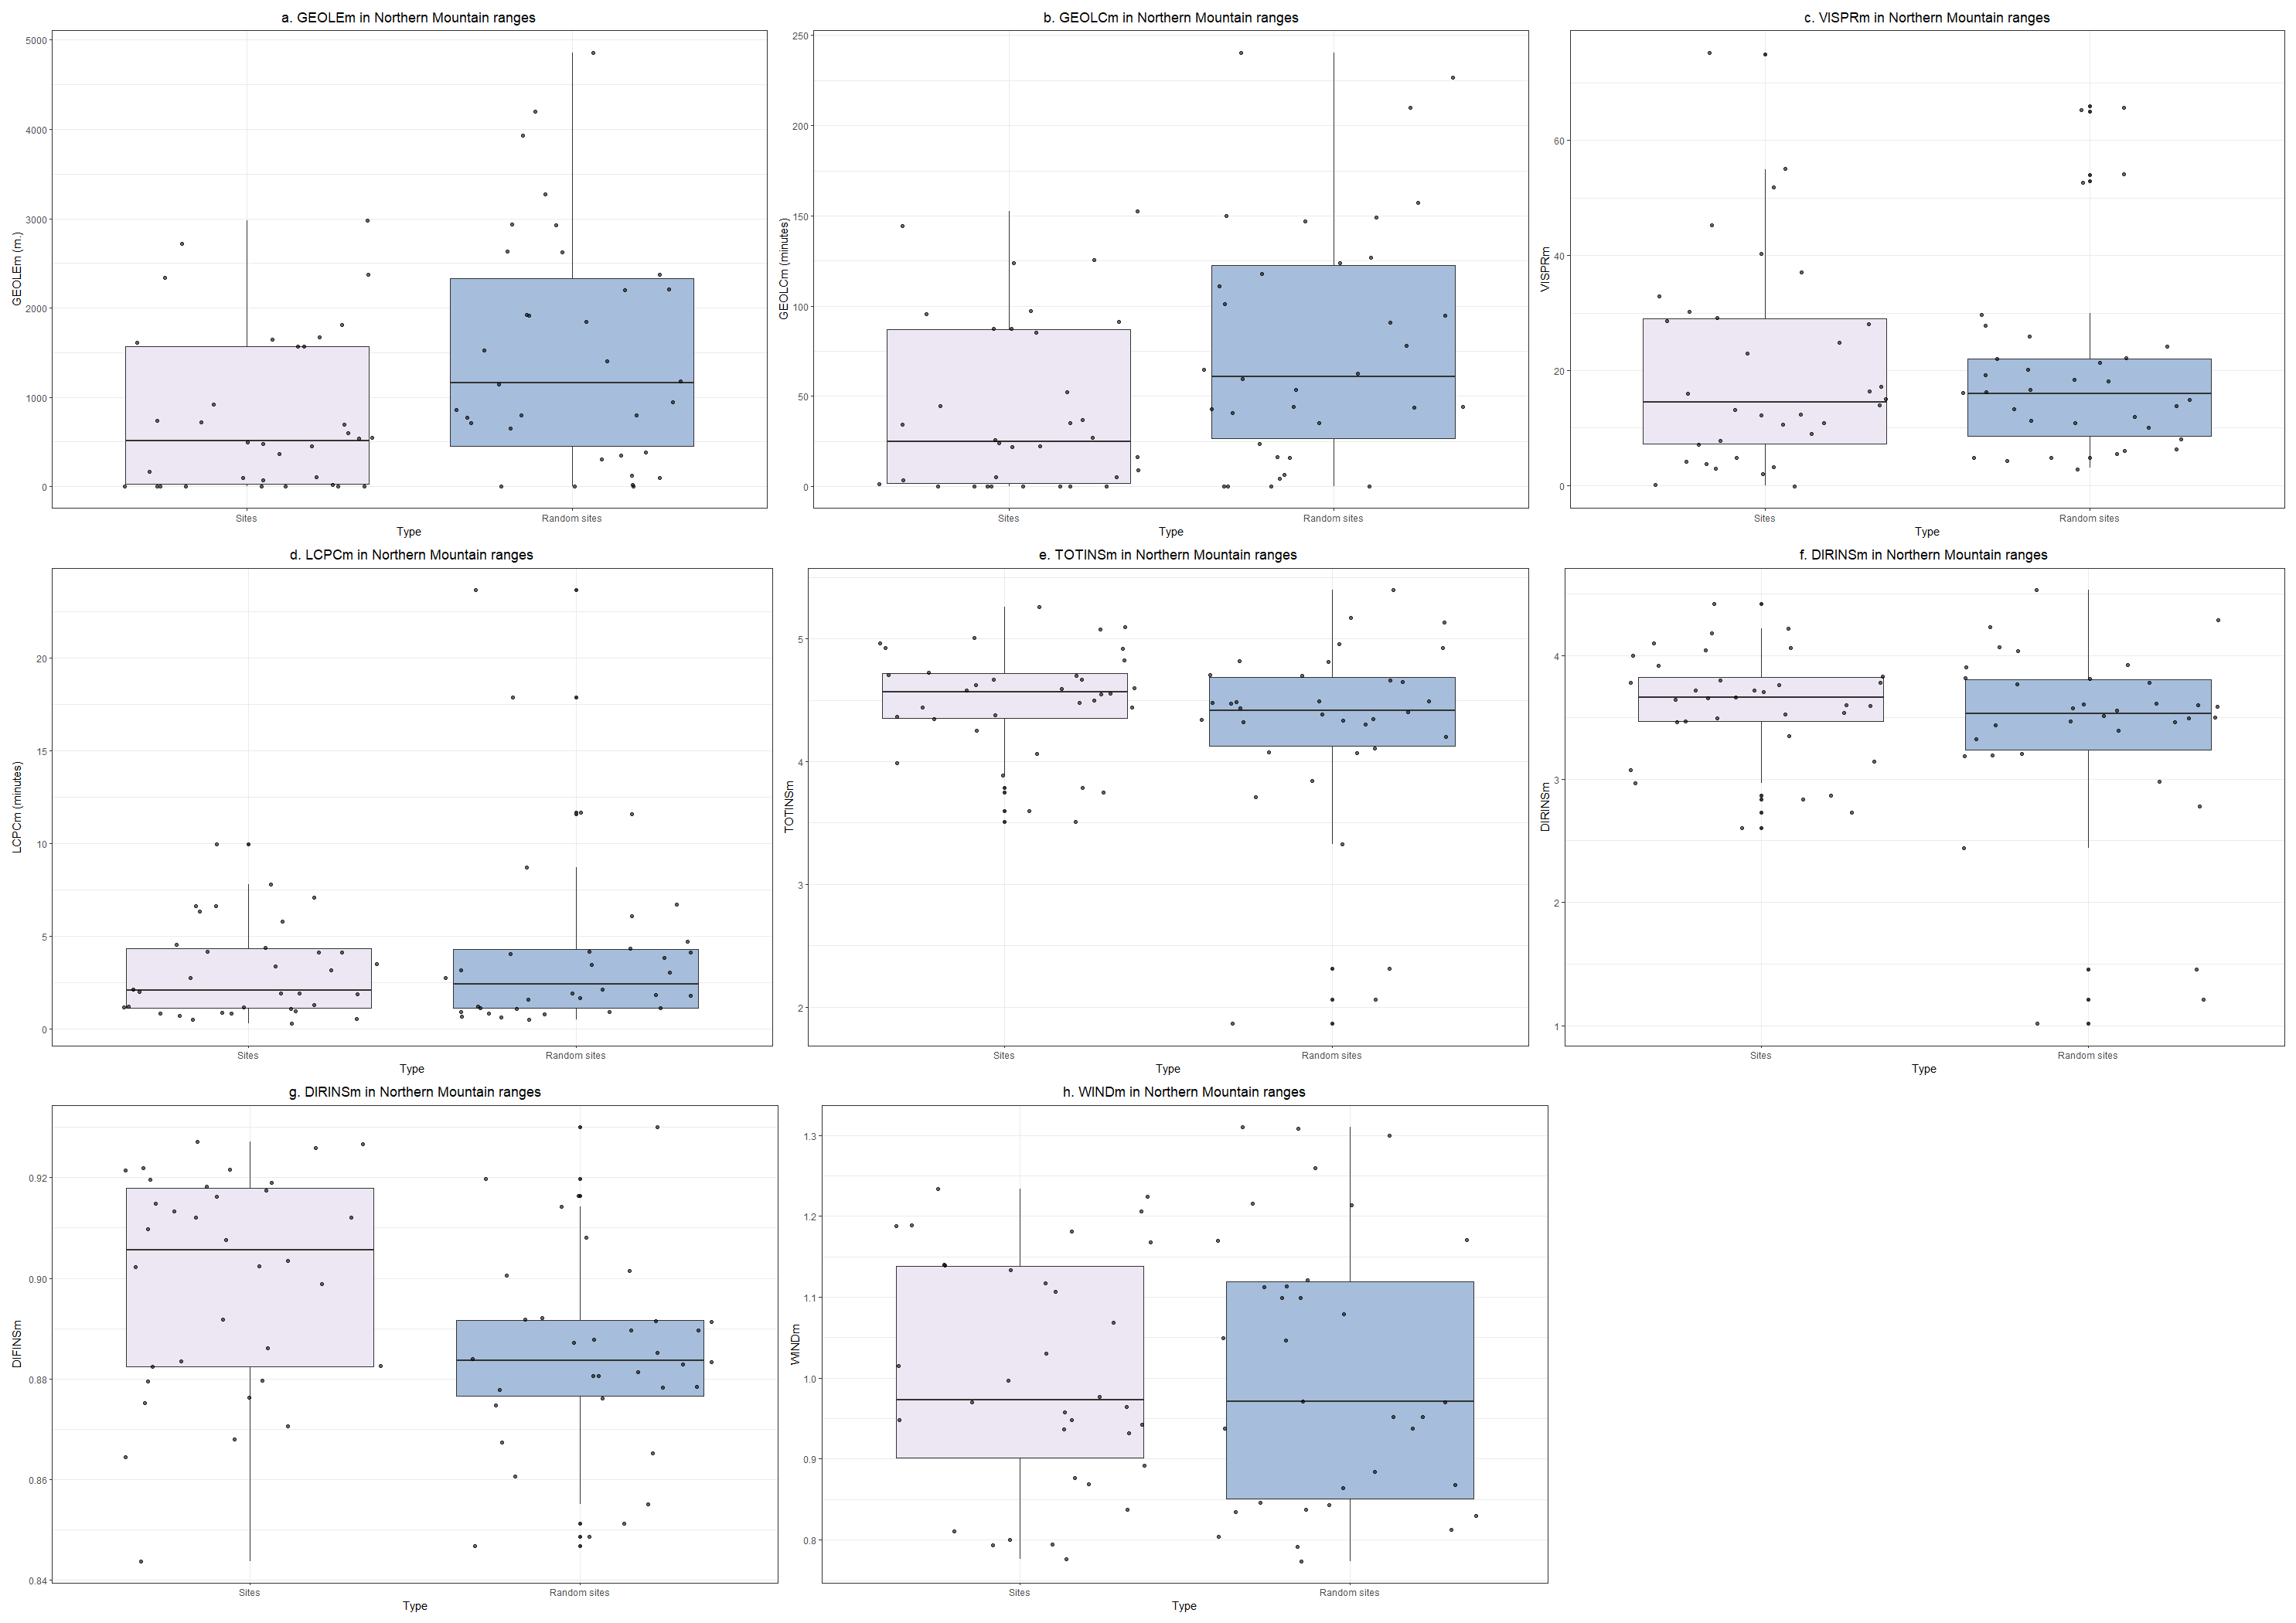 a. GEOLEm in Northern Mountain ranges
GEOLEm (m.)
5000
4000
3000
2000
1000
0
Sites
Random sites
Type
b. GEOLCm in Northern Mountain ranges
GEOLCm (minutes)
250
200
150
100
50
0
Sites
Random sites
Type
c. VISPRm in Northern Mountain ranges
VISPRm
60
40
20
0
Sites
Random sites
Type
d. LCPCm in Northern Mountain ranges
LCPCm (minutes)
20
15
10
5
0
Sites
Random sites
Type
e. TOTINSm in Northern Mountain ranges
TOTINSm
5
4
3
2
Sites
Random sites
Type
f. DIRINSm in Northern Mountain ranges
DIRINSm
4
3
2
1
Sites
Random sites
Type
g. DIRINSm in Northern Mountain ranges
DIFINSm
0.92
0.90
0.88
0.86
0.84
Sites
Random sites
Type
h. WINDm in Northern Mountain ranges
WINDm
1.3
1.2
1.1
1.0
0.9
0.8
Sites
Random sites
Type